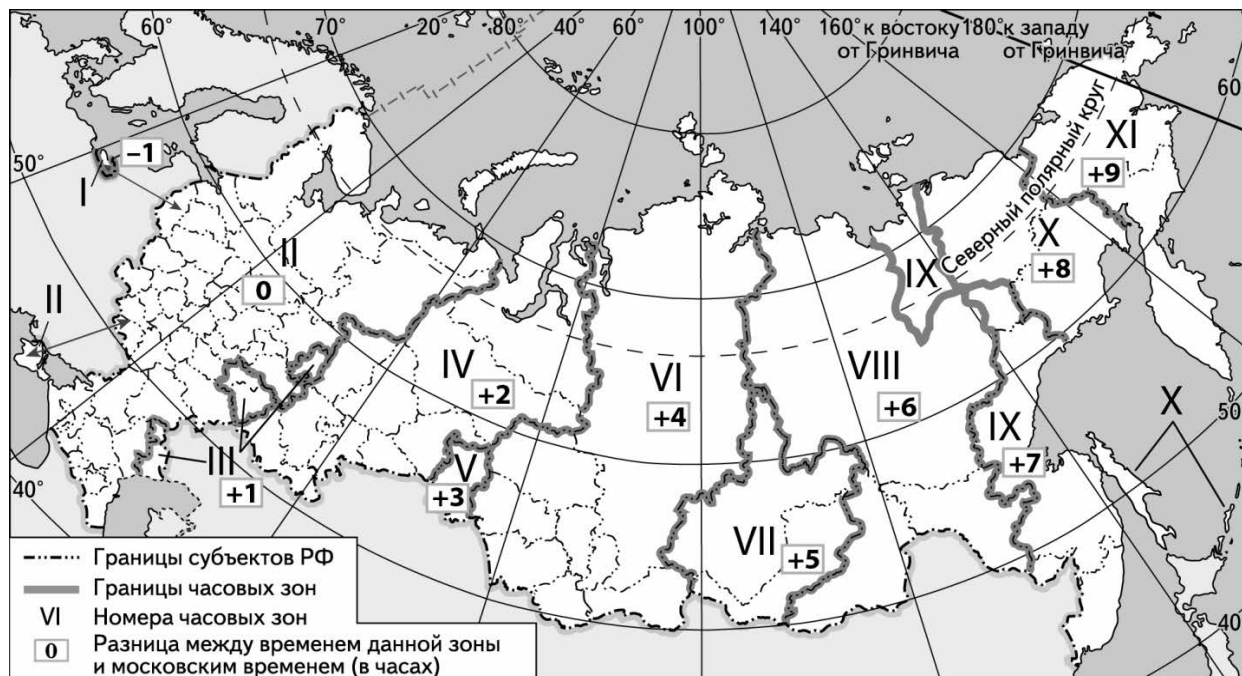 60° 70° 20° 80° 40° 60° 80° 100° 140° 160° к востоку 180° к западу
от Гринвича от Гринвича
60°
Северный полярный круг
XI
+9
–1
50°
I
II
0
X
+8
IX
II
IV
+2
VI
+4
VIII
+6
X
50°
IX
+7
III
+1
V
+3
40°
VII
+5
40°
Границы субъектов РФ
Границы часовых зон
VI Номера часовых зон
0 Разница между временем данной зоны
и московским временем (в часах)